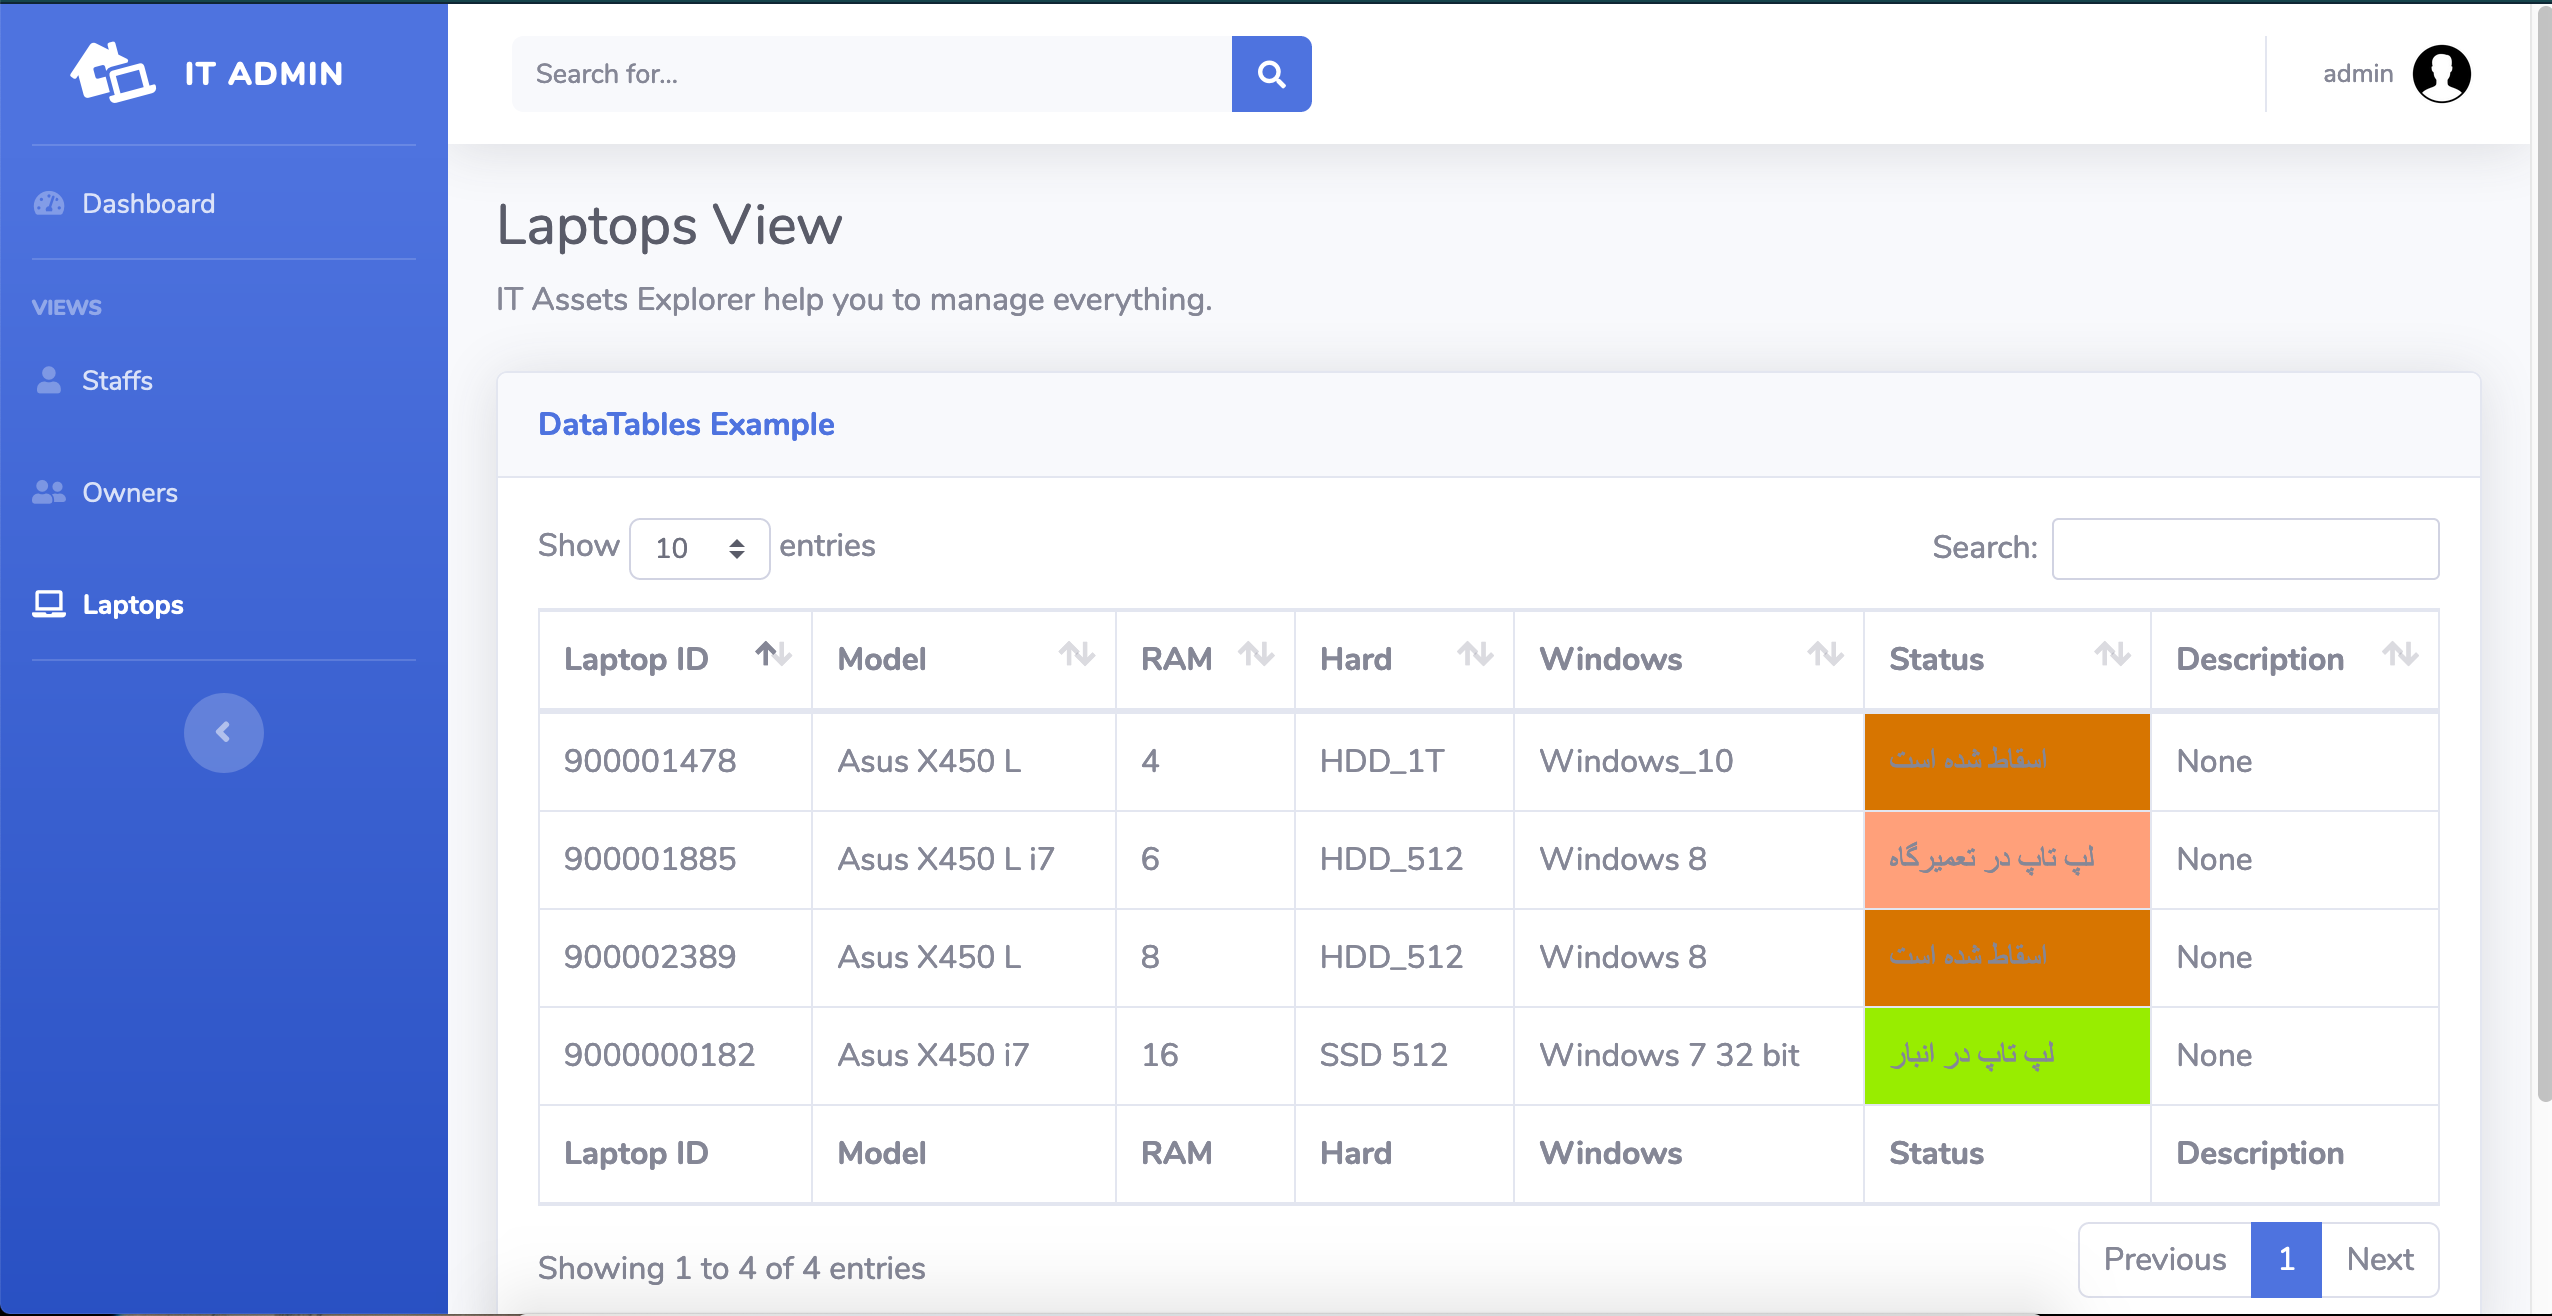 IT ADMIN
Search for...
admin
Dashboard
VIEWS
Staffs
Owners
Laptops
Laptops View
IT Assets Explorer help you to manage everything.
DataTables Example
Show 10 entries
Search:
Laptop ID Model RAM Hard Windows Status Description
900001478 Asus X450 L 4 HDD_1T Windows_10 اسقاط شده است None
900001885 Asus X450 L i7 6 HDD_512 Windows 8 لپ تاپ در تعمیرگاه None
900002389 Asus X450 L 8 HDD_512 Windows 8 اسقاط شده است None
9000000182 Asus X450 i7 16 SSD 512 Windows 7 32 bit لپ تاپ در انبار None
Laptop ID Model RAM Hard Windows Status Description
Showing 1 to 4 of 4 entries
Previous 1 Next